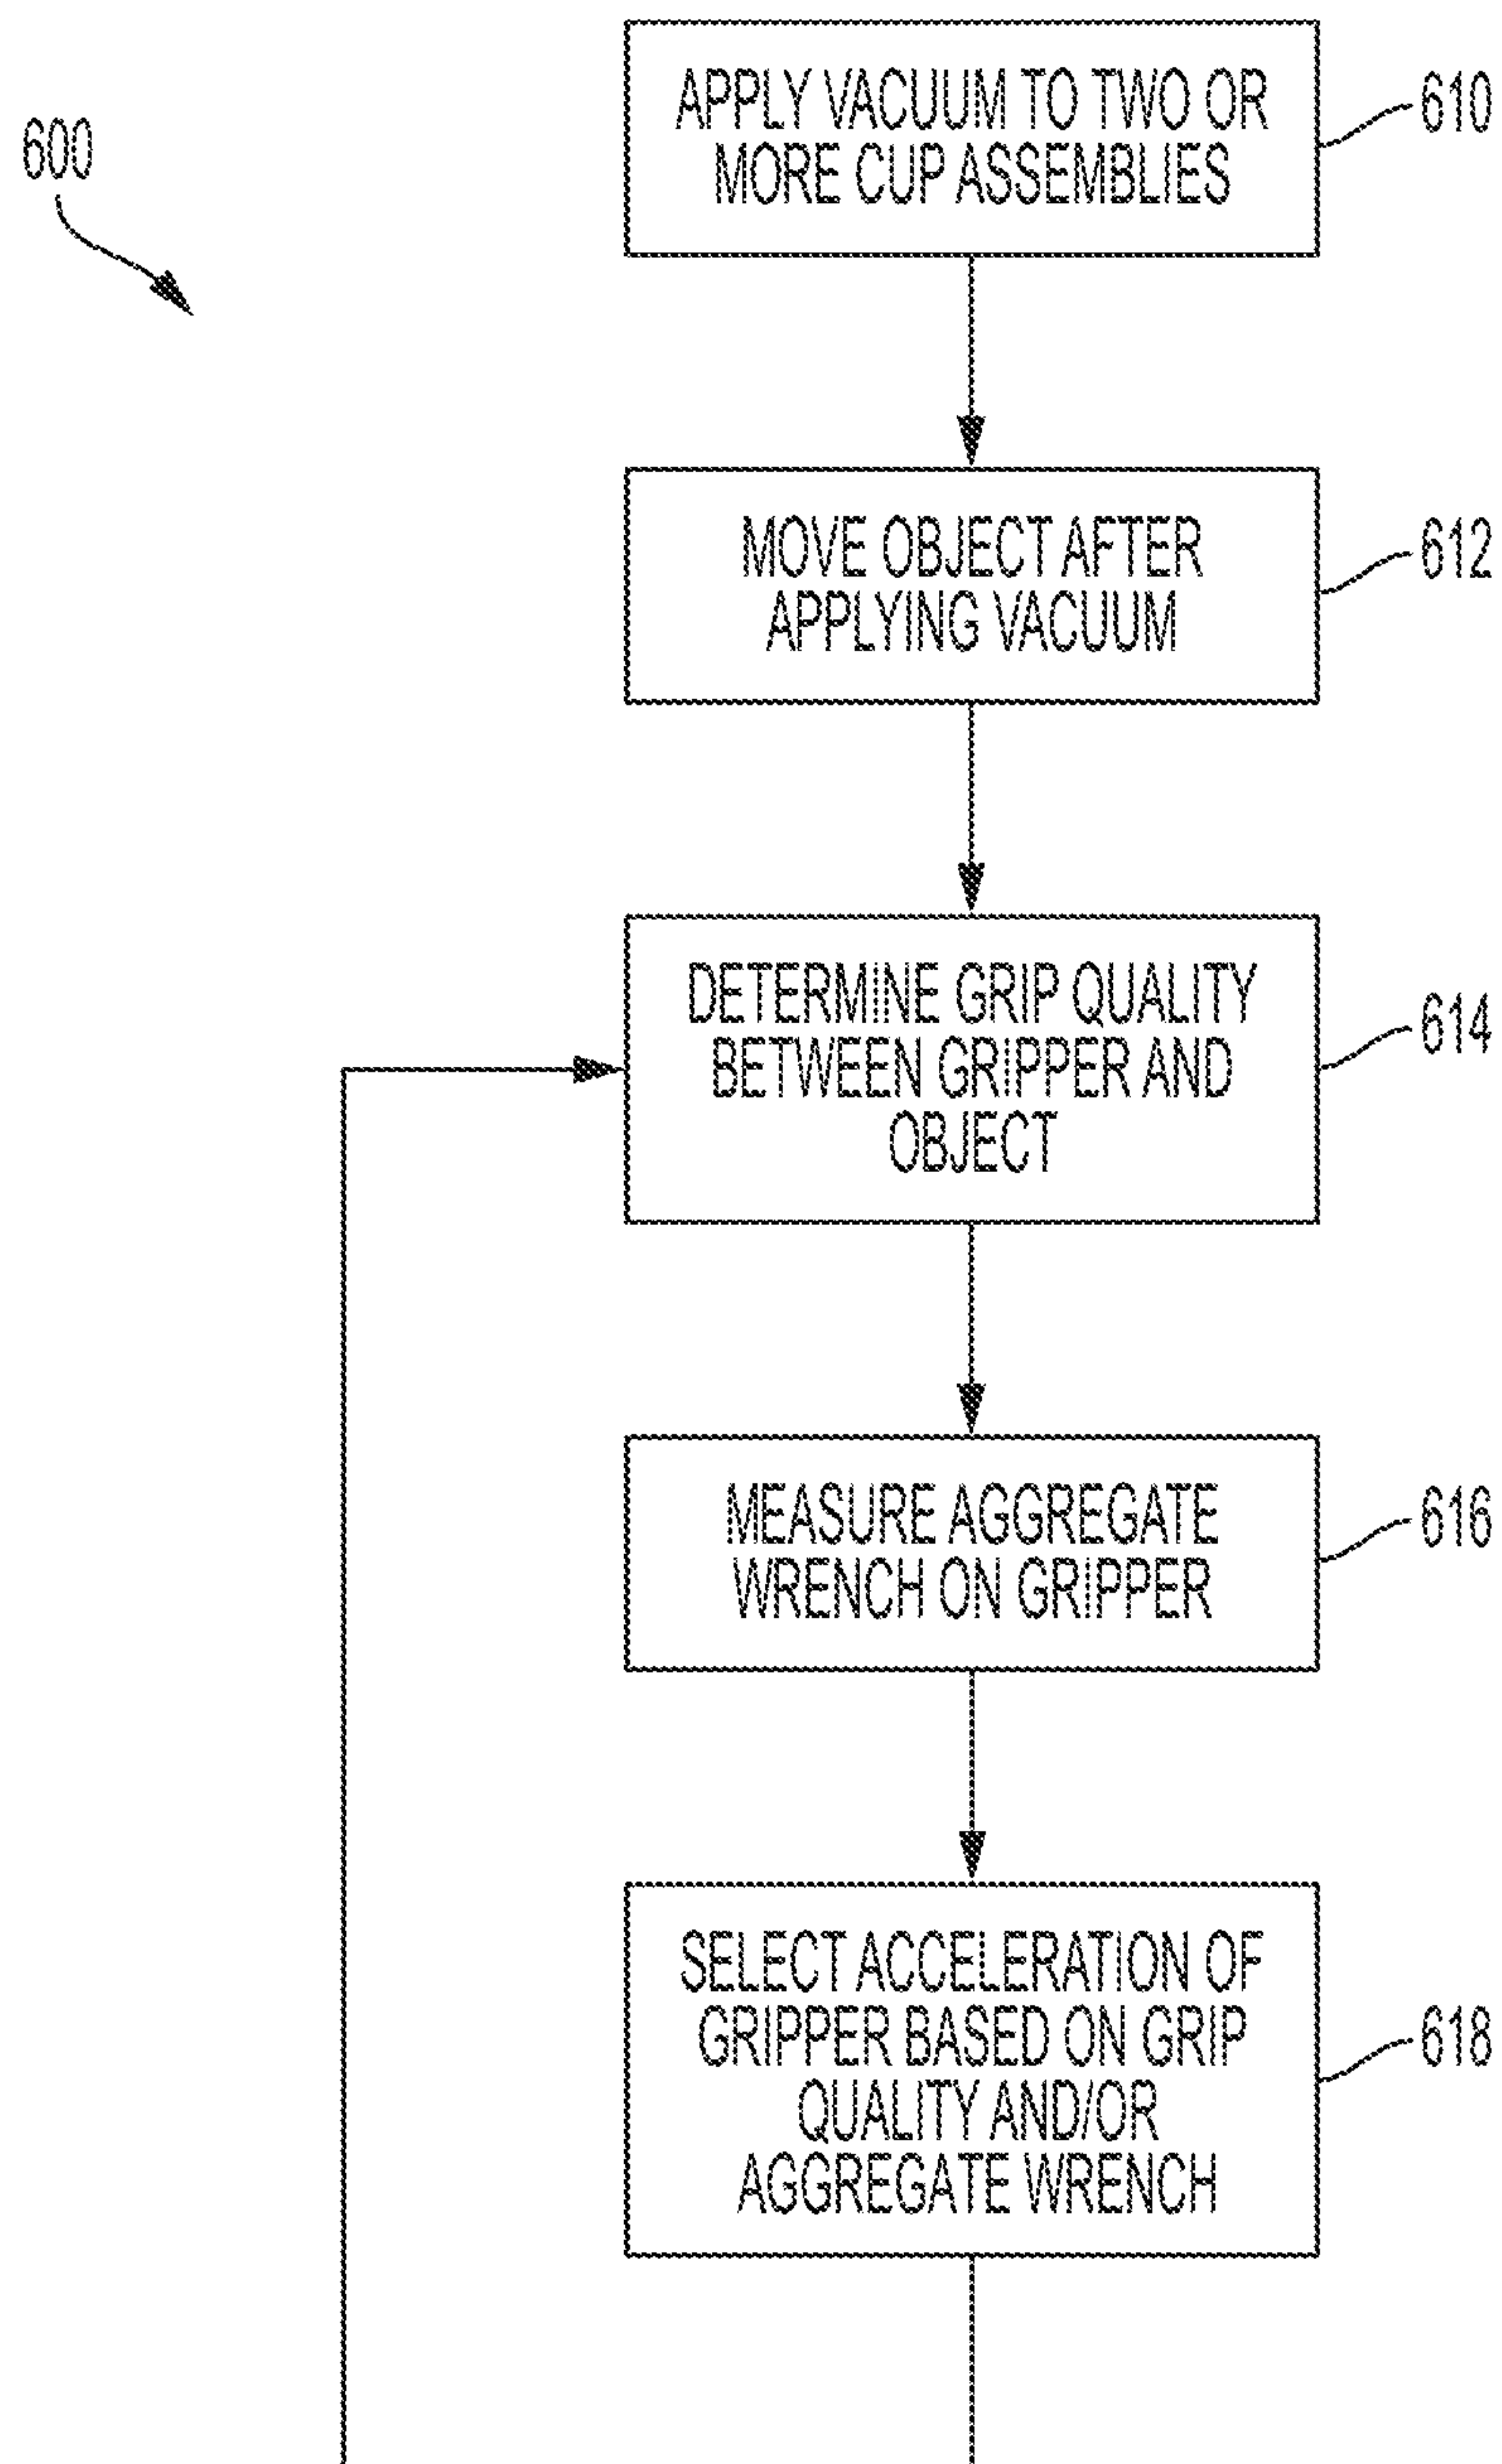 600
APPLY VACUUM TO TWO OR
MORE CUP ASSEMBLIES
610
MOVE OBJECT AFTER
APPLYING VACUUM
612
DETERMINE GRIP QUALITY
BETWEEN GRIPPER AND
OBJECT
614
MEASURE AGGREGATE
WRENCH ON GRIPPER
616
SELECT ACCELERATION OF
GRIPPER BASED ON GRIP
QUALITY AND/OR
AGGREGATE WRENCH
618